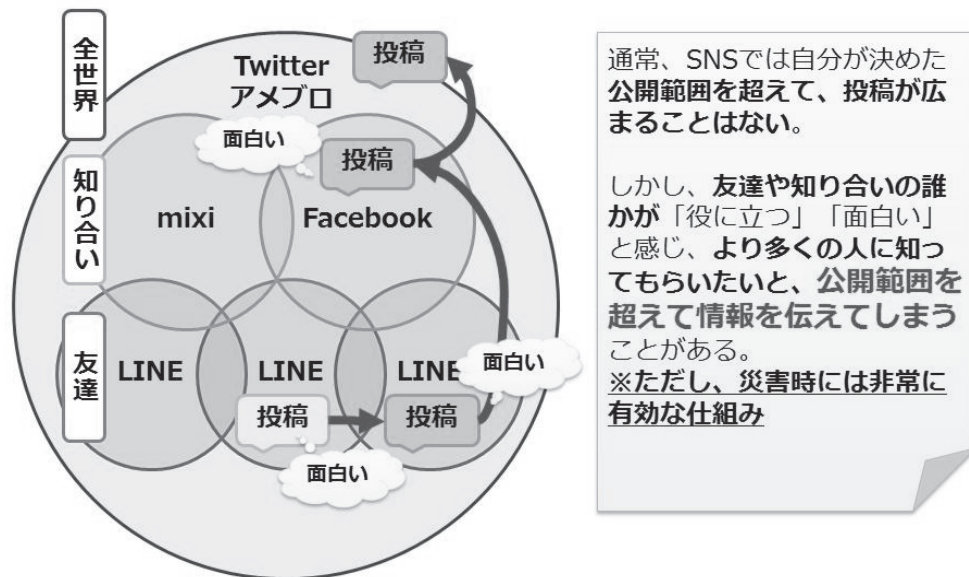 全世界
Twitter
アメブロ
投稿
面白い
投稿
知り合い
mixi
Facebook
友達
LINE
LINE
LINE
面白い
投稿
投稿
面白い
通常、SNSでは自分が決めた
公開範囲を超えて、投稿が広
まることはない。
しかし、友達や知り合いの誰
かが「役に立つ」「面白い」
と感じ、より多くの人に知っ
てもらいたいと、公開範囲を
超えて情報を伝えてしまう
ことがある。
※ただし、災害時には非常に
有効な仕組み